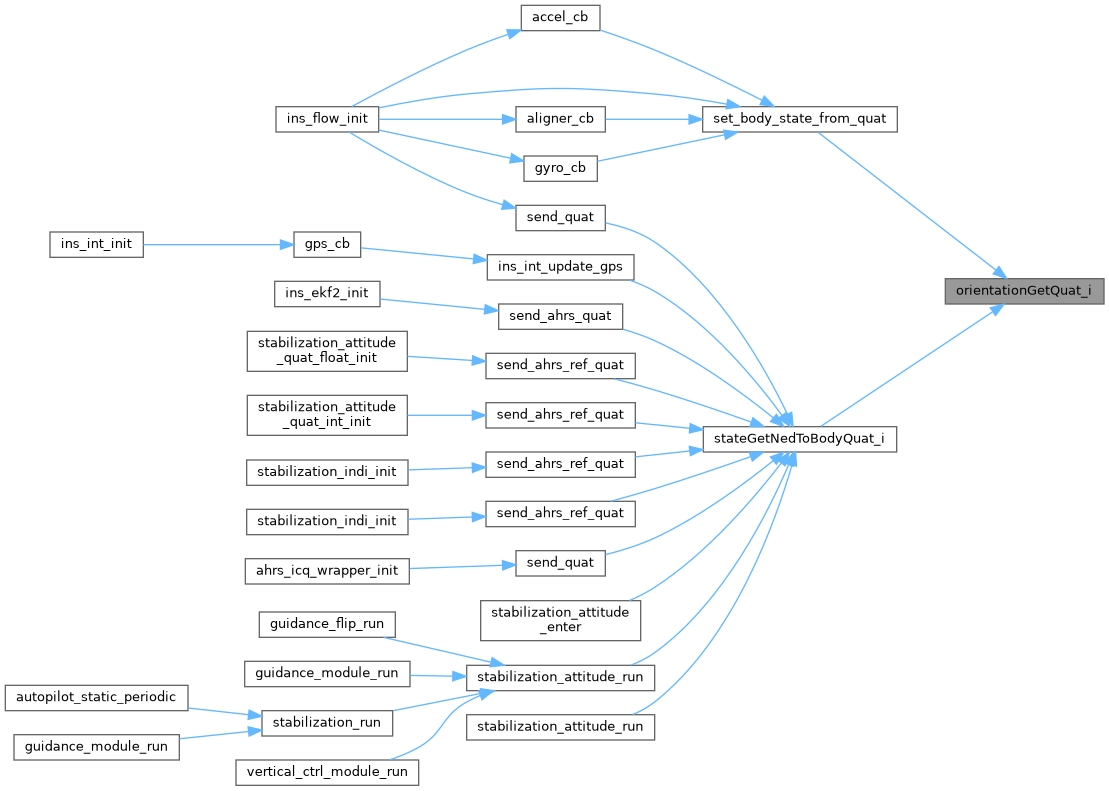 accel_cb
ins_flow_init
aligner_cb
set_body_state_from_quat
gyro_cb
send_quat
ins_int_init
gps_cb
ins_int_update_gps
orientationGetQuat_i
ins_ekf2_init
send_ahrs_quat
stabilization_attitude
_quat_float_init
send_ahrs_ref_quat
stabilization_attitude
_quat_int_init
send_ahrs_ref_quat
stateGetNedToBodyQuat_i
stabilization_indi_init
send_ahrs_ref_quat
stabilization_indi_init
send_ahrs_ref_quat
ahrs_icq_wrapper_init
send_quat
stabilization_attitude
_enter
guidance_flip_run
guidance_module_run
stabilization_attitude_run
autopilot_static_periodic
stabilization_run
stabilization_attitude_run
guidance_module_run
vertical_ctrl_module_run